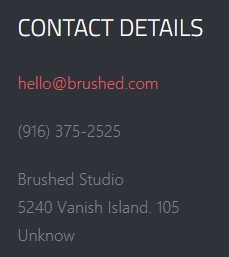 CONTACT DETAILS
hello@brushed.com
(916) 375-2525
Brushed Studio
5240 Vanish Island. 105
Unknow